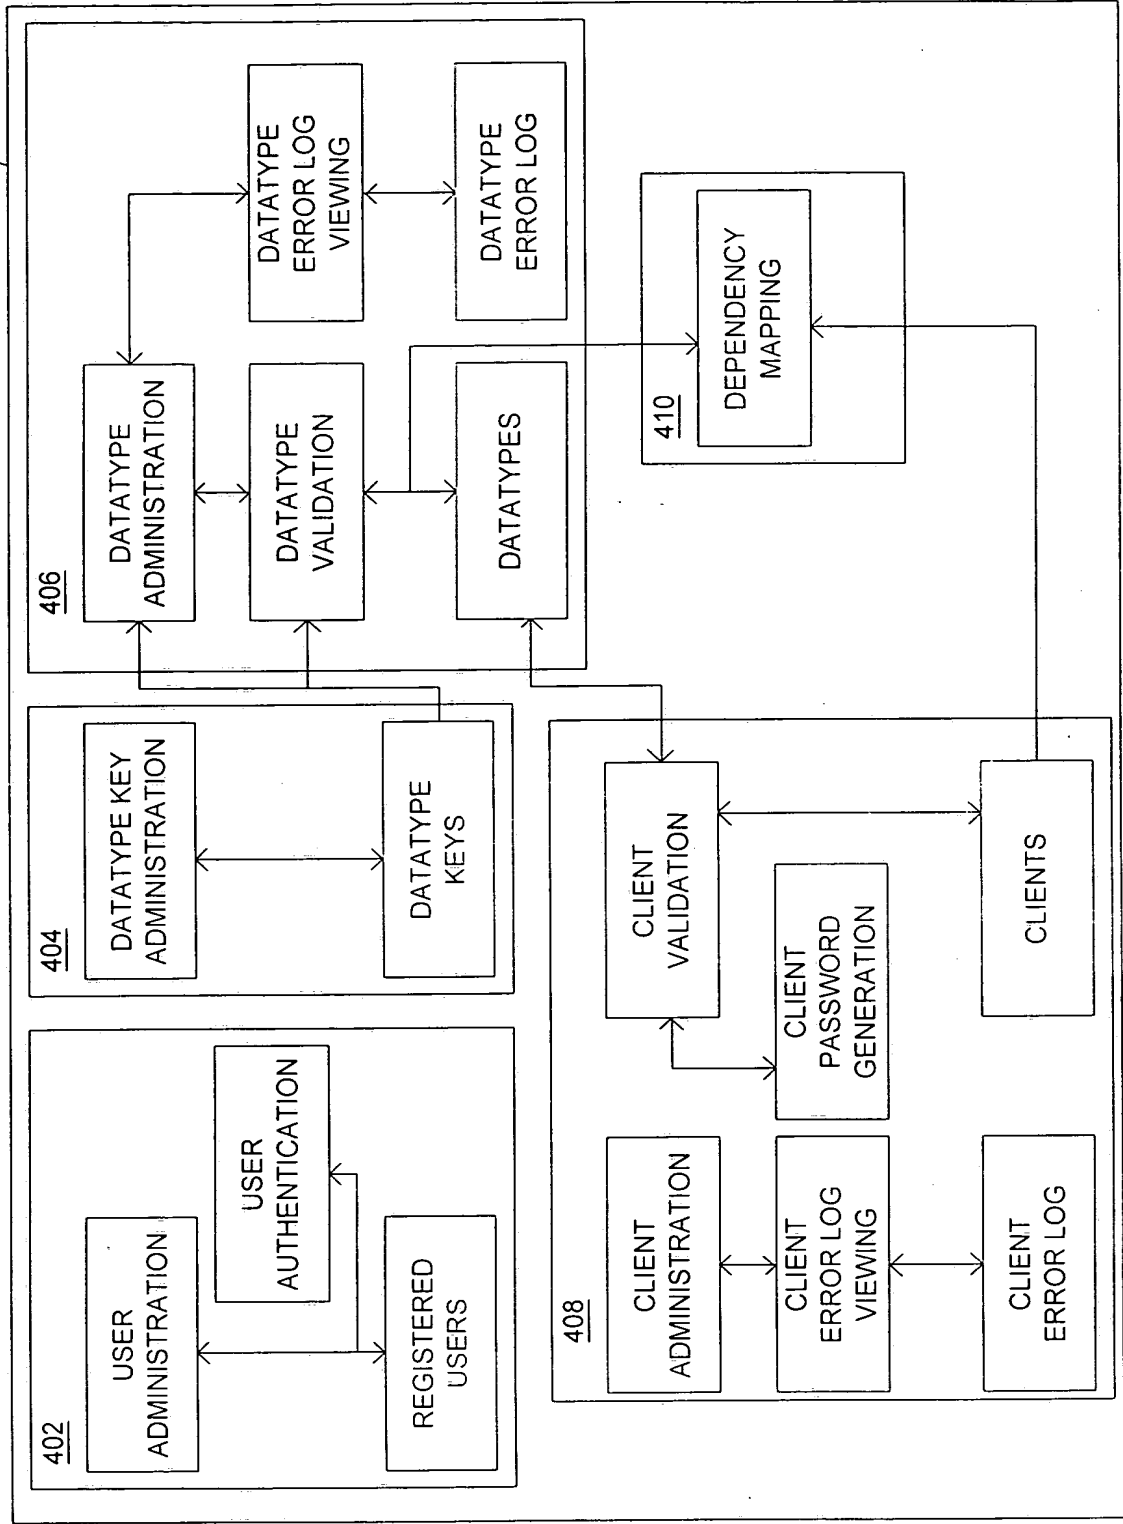 402
USER
ADMINISTRATION
USER
AUTHENTICATION
REGISTERED
USERS
404
DATATYPE KEY
ADMINISTRATION
DATATYPE
KEYS
406
DATATYPE
ADMINISTRATION
DATATYPE
VALIDATION
DATATYPES
DATATYPE
ERROR LOG
VIEWING
DATATYPE
ERROR LOG
408
CLIENT
ADMINISTRATION
CLIENT
ERROR LOG
VIEWING
CLIENT
ERROR LOG
CLIENT
VALIDATION
CLIENT
PASSWORD
GENERATION
CLIENTS
410
DEPENDENCY
MAPPING